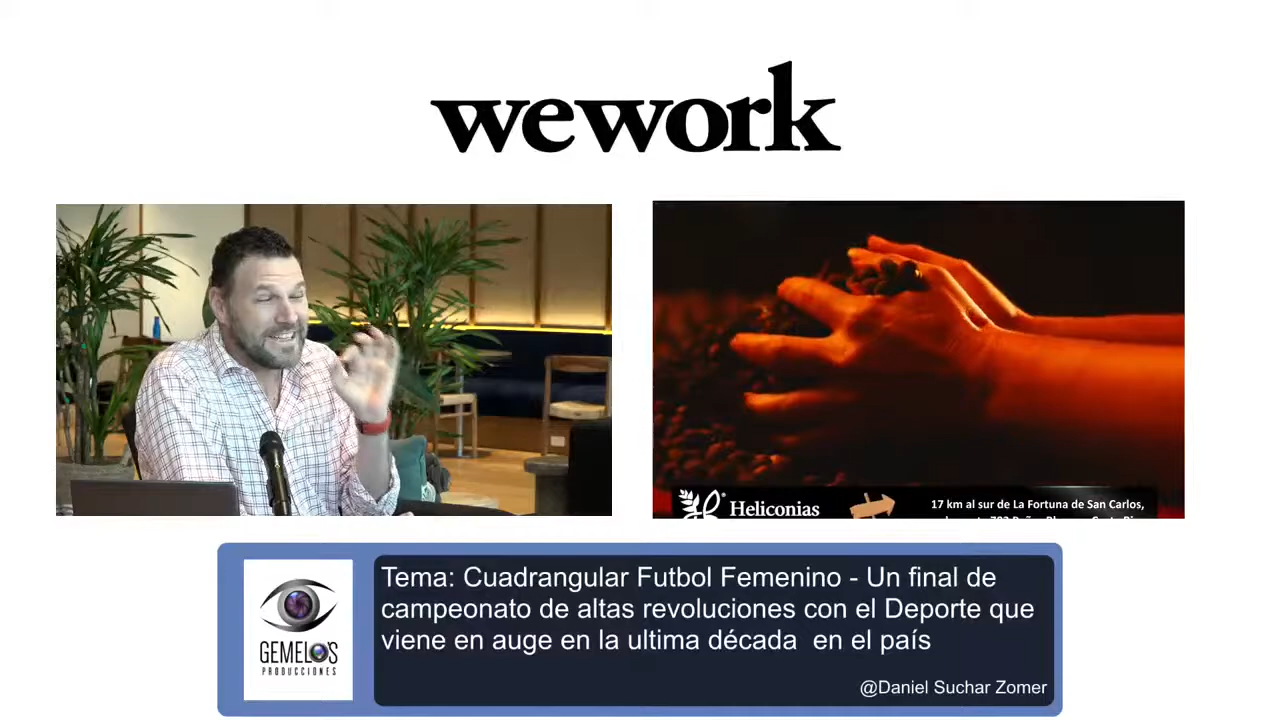 wework
Heliconias
17 km al sur de La Fortuna de San Carlos,
Tema: Cuadrangular Futbol Femenino - Un final de
campeonato de altas revoluciones con el Deporte que
viene en auge en la ultima década  en el país
GEMELO'S
PRODUCCIONES
@Daniel Suchar Zomer